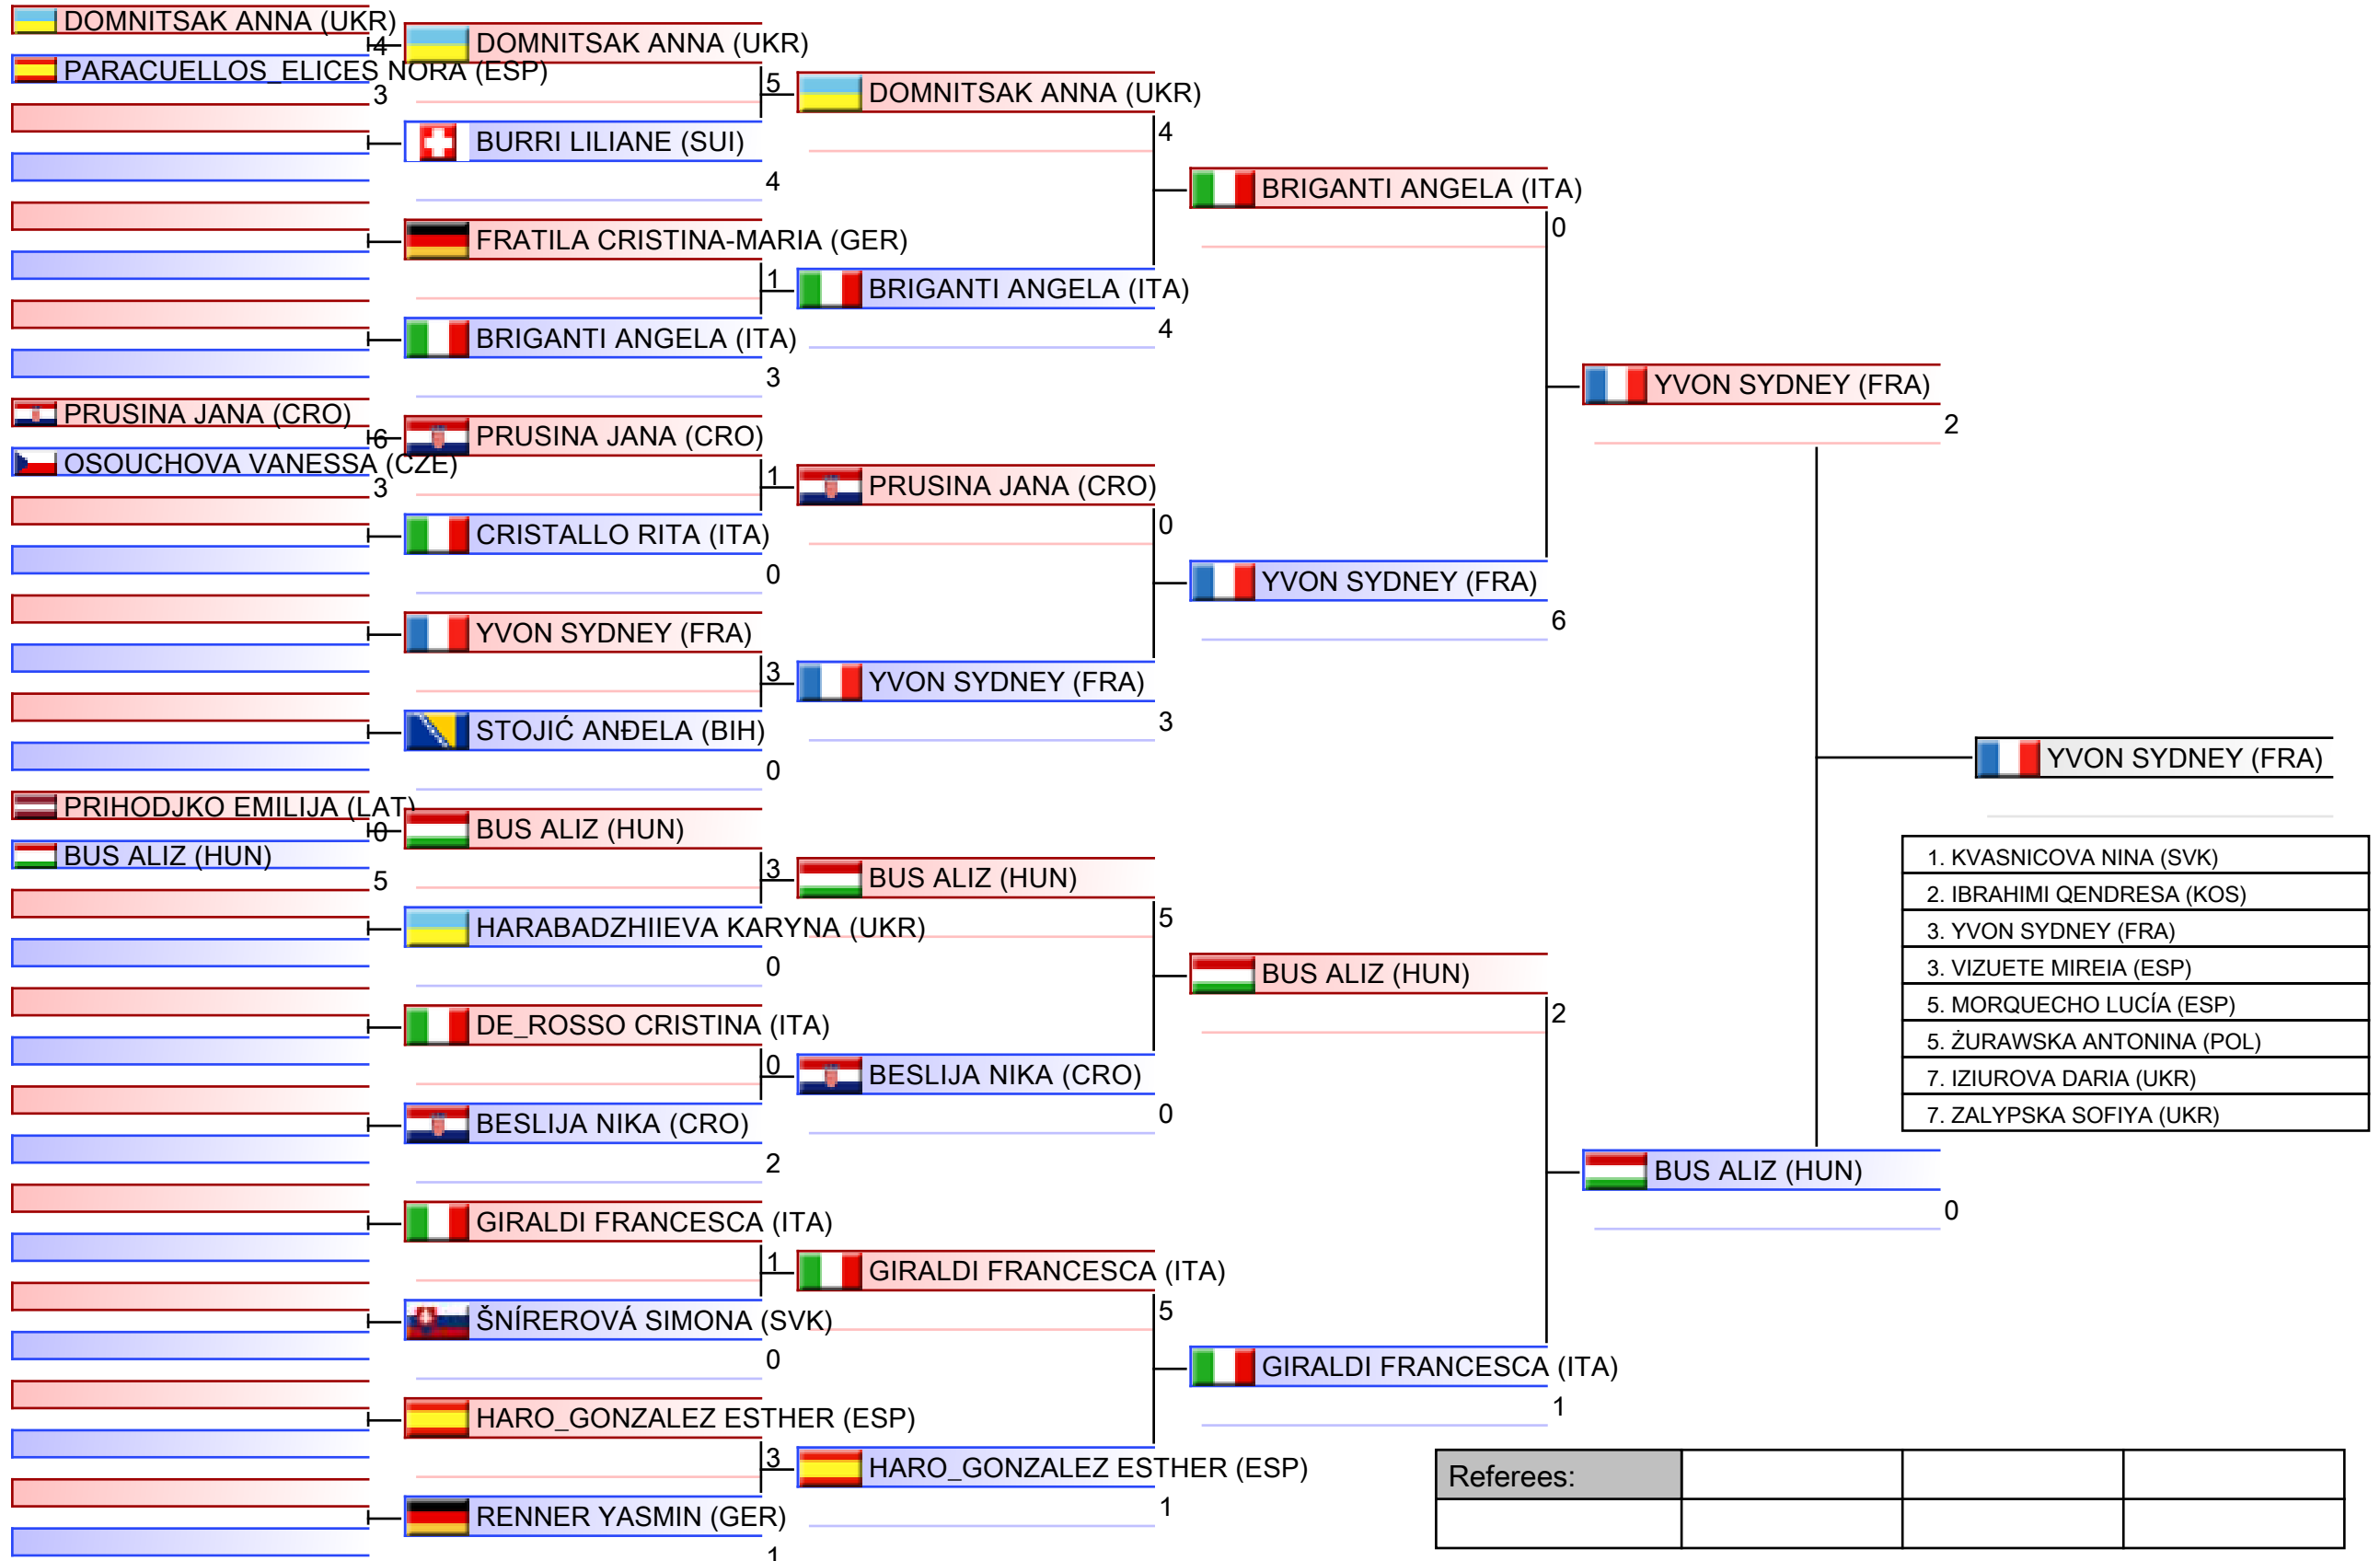 DOMNITSAK ANNA (UKR)
4
PARACUELLOS_ELICES NORA (ESP)
3
PRUSINA JANA (CRO)
6
OSOUCHOVA VANESSA (CZE)
3
PRIHODJKO EMILIJA (LAT)
0
BUS ALIZ (HUN)
5
DOMNITSAK ANNA (UKR)
5
BURRI LILIANE (SUI)
4
FRATILA CRISTINA-MARIA (GER)
1
BRIGANTI ANGELA (ITA)
3
PRUSINA JANA (CRO)
1
CRISTALLO RITA (ITA)
0
YVON SYDNEY (FRA)
3
STOJIĆ ANĐELA (BIH)
0
BUS ALIZ (HUN)
3
HARABADZHIIEVA KARYNA (UKR)
0
DE_ROSSO CRISTINA (ITA)
0
BESLIJA NIKA (CRO)
2
GIRALDI FRANCESCA (ITA)
1
ŠNÍREROVÁ SIMONA (SVK)
0
HARO_GONZALEZ ESTHER (ESP)
3
RENNER YASMIN (GER)
1
DOMNITSAK ANNA (UKR)
4
BRIGANTI ANGELA (ITA)
4
PRUSINA JANA (CRO)
0
YVON SYDNEY (FRA)
3
BUS ALIZ (HUN)
5
BESLIJA NIKA (CRO)
0
GIRALDI FRANCESCA (ITA)
5
HARO_GONZALEZ ESTHER (ESP)
1
BRIGANTI ANGELA (ITA)
0
YVON SYDNEY (FRA)
6
BUS ALIZ (HUN)
2
GIRALDI FRANCESCA (ITA)
1
YVON SYDNEY (FRA)
2
BUS ALIZ (HUN)
0
YVON SYDNEY (FRA)
1. KVASNICOVA NINA (SVK)
2. IBRAHIMI QENDRESA (KOS)
3. YVON SYDNEY (FRA)
3. VIZUETE MIREIA (ESP)
5. MORQUECHO LUCÍA (ESP)
5. ŻURAWSKA ANTONINA (POL)
7. IZIUROVA DARIA (UKR)
7. ZALYPSKA SOFIYA (UKR)
Referees: